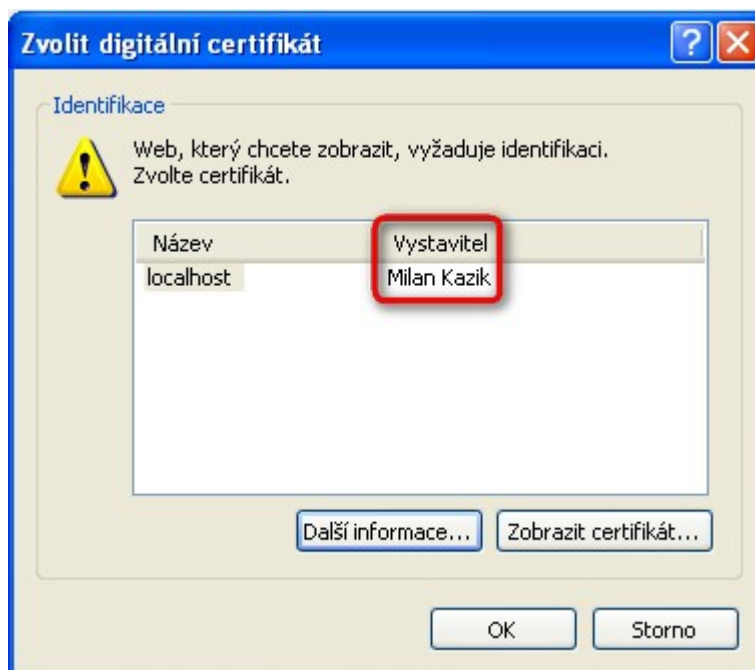 Zvolit digitální certifikát
Identifikace
Web, který chcete zobrazit, vyžaduje identifikaci.
Zvolte certifikát.
Název Vystavitel
localhost Milan Kazik
Další informace... Zobrazit certifikát...
OK Storno